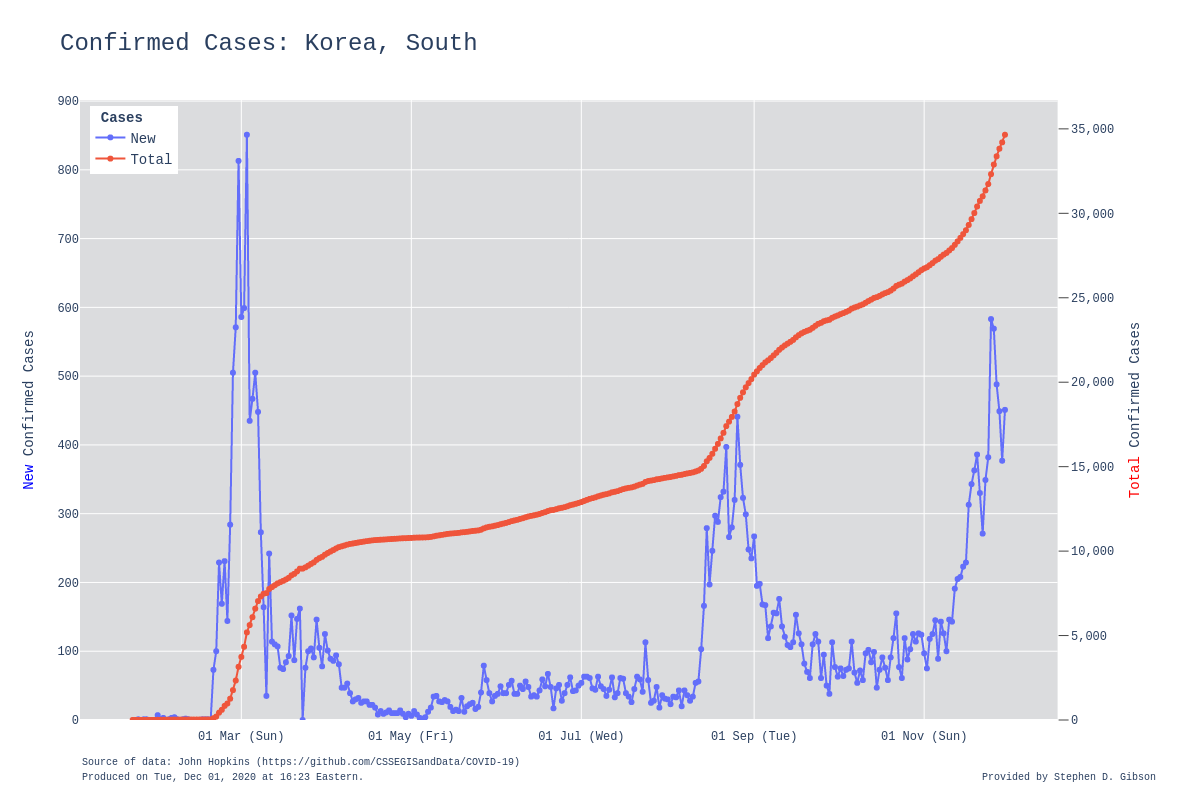 Confirmed Cases: Korea, South
Cases
New
Total
900
800
700
600
500
400
300
200
100
0
35,000
30,000
25,000
20,000
15,000
10,000
5,000
0
New Confirmed Cases
Total Confirmed Cases
01 Mar (Sun) 01 May (Fri) 01 Jul (Wed) 01 Sep (Tue) 01 Nov (Sun)
Source of data: John Hopkins (https://github.com/CSSEGISandData/COVID-19)
Produced on Tue, Dec 01, 2020 at 16:23 Eastern.
Provided by Stephen D. Gibson